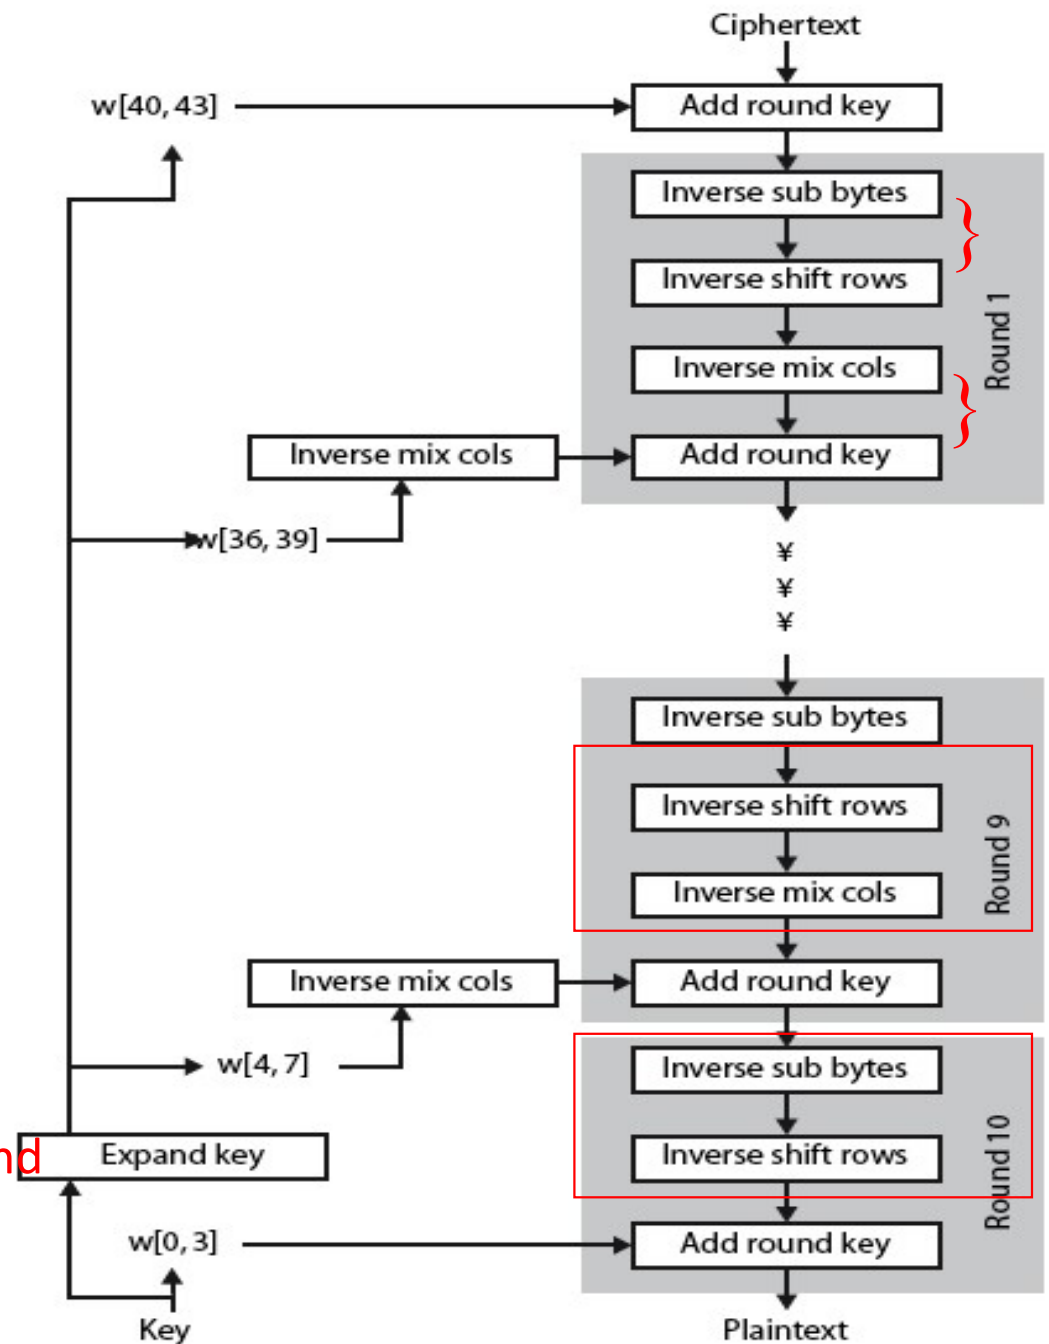 Ciphertext
w[40, 43]
Add round key
Inverse sub bytes
}
Inverse shift rows
Round 1
Inverse mix cols
}
Inverse mix cols
Add round key
w[36, 39]
¥
¥
¥
Inverse sub bytes
Inverse shift rows
Round 9
Inverse mix cols
Inverse mix cols
Add round key
w[4, 7]
Inverse sub bytes
nd
Expand key
Inverse shift rows
Round 10
w[0, 3]
Add round key
Key
Plaintext